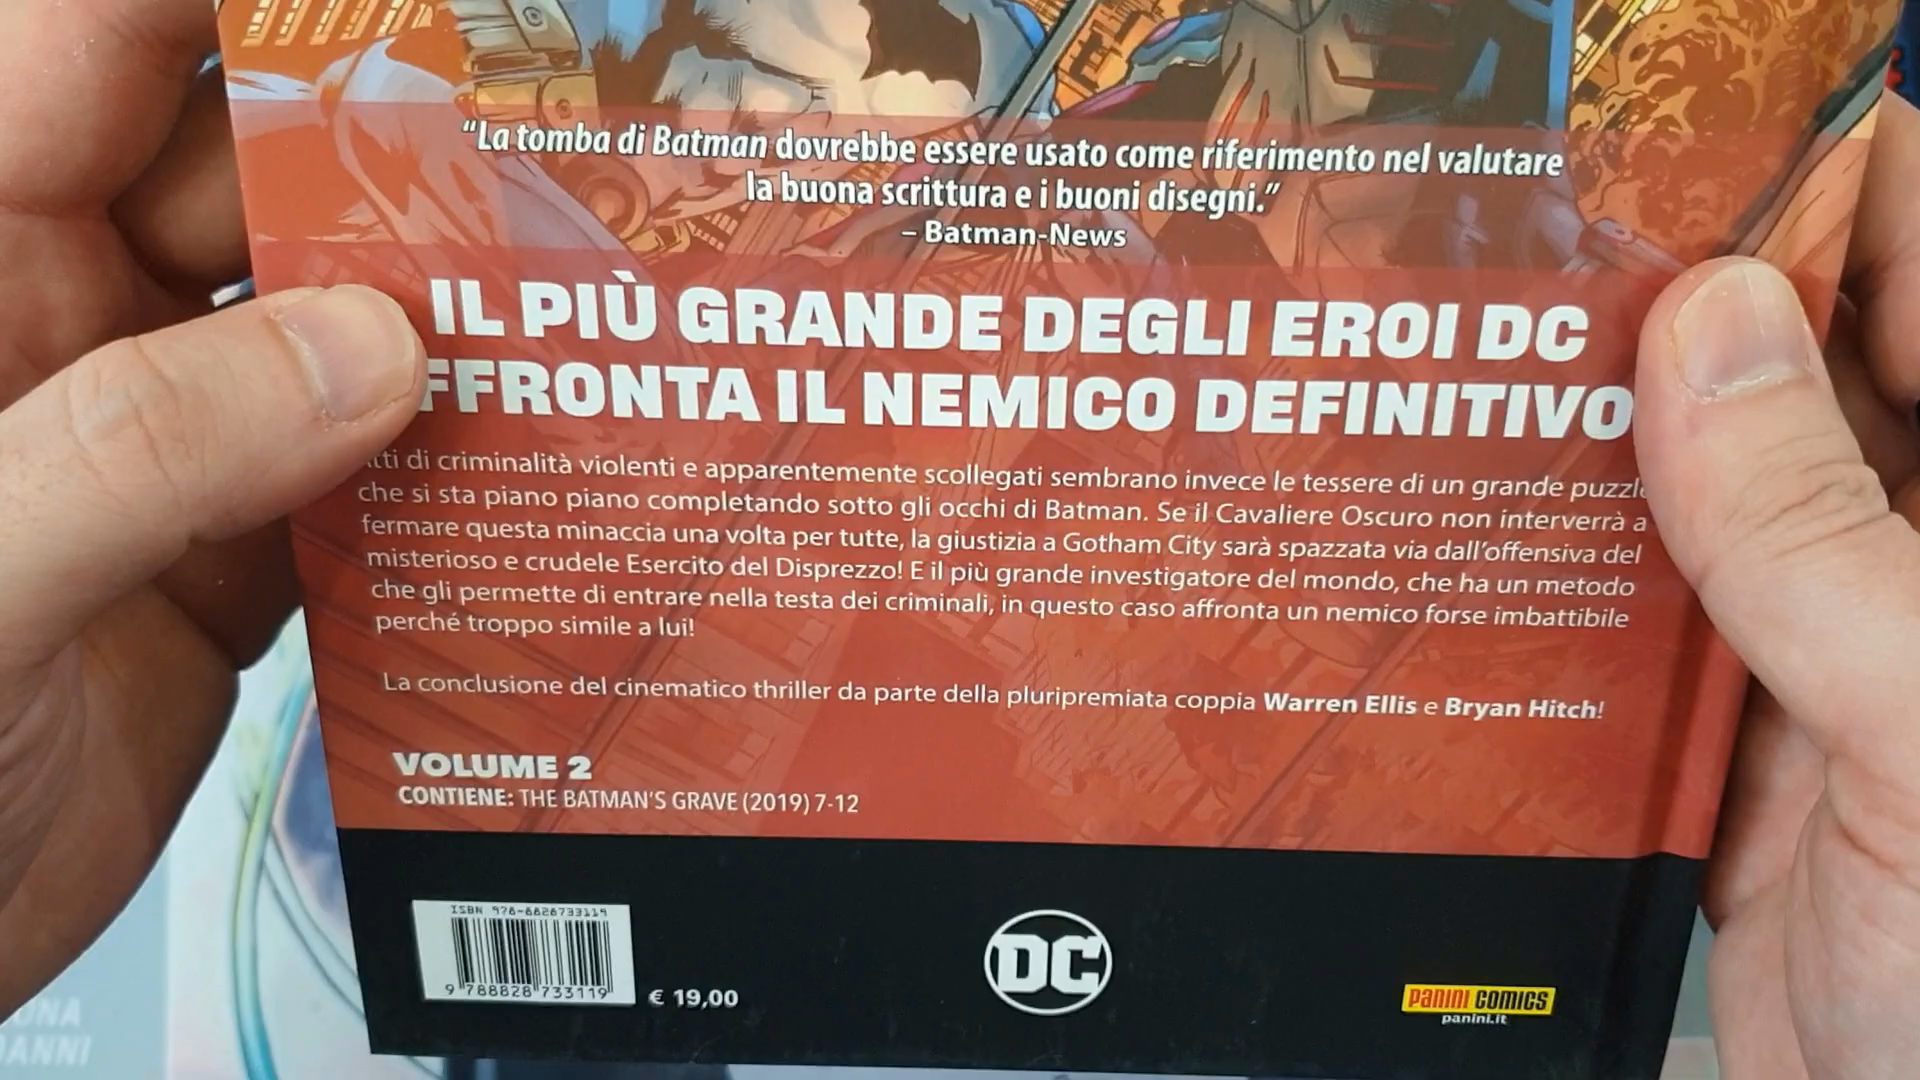 “La tomba di Batman dovrebbe essere usato come riferimento nel valutare
la buona scrittura e i buoni disegni.”
– Batman-News
IL PIÙ GRANDE DEGLI EROI DC
FFRONTA IL NEMICO DEFINITIVO
tti di criminalità violenti e apparentemente scollegati sembrano invece le tessere di un grande puzzl
che si sta piano piano completando sotto gli occhi di Batman. Se il Cavaliere Oscuro non interverrà a
fermare questa minaccia una volta per tutte, la giustizia a Gotham City sarà spazzata via dall’offensiva del
misterioso e crudele Esercito del Disprezzo! E il più grande investigatore del mondo, che ha un metodo
che gli permette di entrare nella testa dei criminali, in questo caso affronta un nemico forse imbattibile
perché troppo simile a lui!
La conclusione del cinematico thriller da parte della pluripremiata coppia Warren Ellis e Bryan Hitch!
VOLUME 2
CONTIENE: THE BATMAN’S GRAVE (2019) 7-12
ISBN 978-8828733119
9 788828 733119
€ 19,00
DC
PANINI COMICS
panini.it